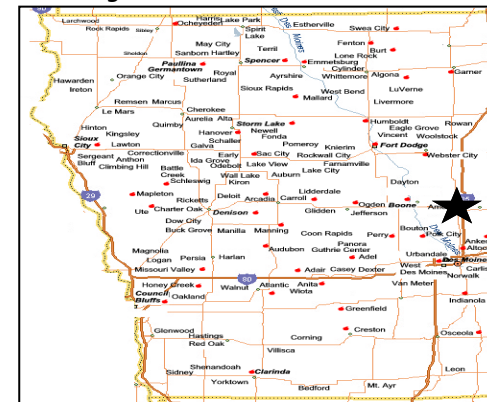 Larchwood
Harris Lake Park
Estherville
Swea City
Rock Rapids Sibley
Ocheyedan
Spirit
Lake
Des Moines
May City
Fenton
Burt
Sheldon
Sanborn Hartley
Terril
Lone Rock
Paullina
Spencer
Emmetsburg
Germantown
Royal
Cylinder
Garner
Hawarden
Orange City
Sutherland
Ayrshire
Whittemore Algona
Ireton
Sioux Rapids
West Bend
LuVerne
Remsen Marcus
Mallard
Livermore
Le Mars
Cherokee
Hinton
Quimby
Aurelia Alta
Storm Lake
Humboldt
Rowan
Kingsley
Hanover
Newell
Eagle Grove
Sioux
City
Lawton
Schaller
Fonda
Vincent
Woolstock
Galva
Pomeroy
Knierim
Fort Dodge
Sergeant
Bluff
Correctionville
Early
Sac City
Rockwall City
Webster City
Anthon
Ida Grove
Odebolt
Lake View
Farnamville
Climbing Hill
Battle
Creek
Wall Lake
Auburn
Lake City
Schleswig
Kiron
Dayton
Mapleton
Ricketts
Deloit
Arcadia
Carroll
Lidderdale
29
Ute
Charter Oak
Denison
Glidden
Ogden
Boone
Jefferson
Dow City
Buck Grove
Manilla
Manning
Coon Rapids
Perry
Bouton
Des Moines
Magnolia
Audubon
Panora
Guthrie Center
Logan
Persia
Harlan
Adel
Urbandale
Des Moines
Missouri Valley
80
Adair
Casey
Dexter
West
Des Moines
Norwalk
Honey Creek
Walnut
Atlantic
Anita
Van Meter
Council
Bluffs
Oakland
Wiota
Indianola
Greenfield
Glenwood
Creston
Osceola
Hastings
Red Oak
Corning
Villisca
Shenandoah
Leon
Sidney
Clarinda
Yorktown
Bedford
Mt. Ayr